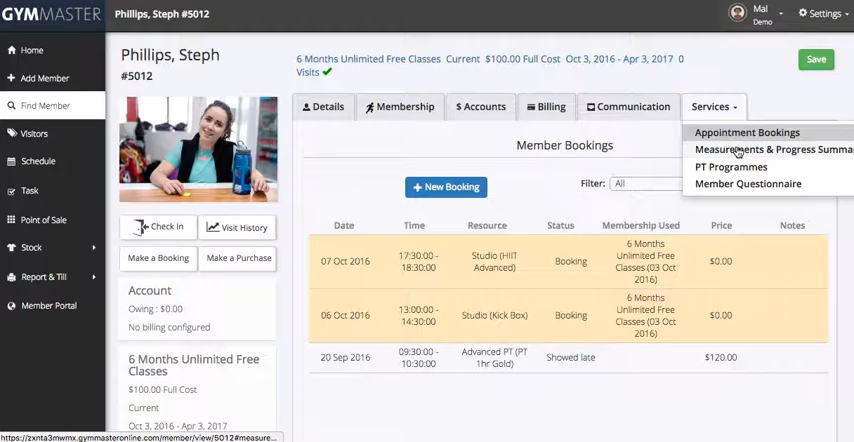 GYMMASTER
Phillips, Steph #5012
Mal
Demo
Settings
Home
Add Member
Find Member
Visitors
Schedule
Task
Point of Sale
Stock
Report & Till
Member Portal
Phillips, Steph
#5012
Check In
Visit History
Make a Booking
Make a Purchase
Account
Owing : $0.00
No billing configured
6 Months Unlimited Free
Classes
$100.00 Full Cost
Current
Oct 3, 2016 - Apr 3, 2017
6 Months Unlimited Free Classes Current $100.00 Full Cost Oct 3, 2016 - Apr 3, 2017 0
Visits
Save
Details
Membership
$ Accounts
Billing
Communication
Services
Appointment Bookings
Measurements & Progress Summa
PT Programmes
Member Questionnaire
Member Bookings
+ New Booking
Filter: All
Date Time Resource Status Membership Used Price Notes
07 Oct 2016 17:30:00 - 18:30:00 Studio (HIIT Advanced) Booking 6 Months Unlimited Free Classes (03 Oct 2016) $0.00
06 Oct 2016 13:00:00 - 14:30:00 Studio (Kick Box) Booking 6 Months Unlimited Free Classes (03 Oct 2016) $0.00
20 Sep 2016 09:30:00 - 10:30:00 Advanced PT (PT 1hr Gold) Showed late $120.00
https://zxnta3mwmx.gymmasteronline.com/member/view/5012#measure...